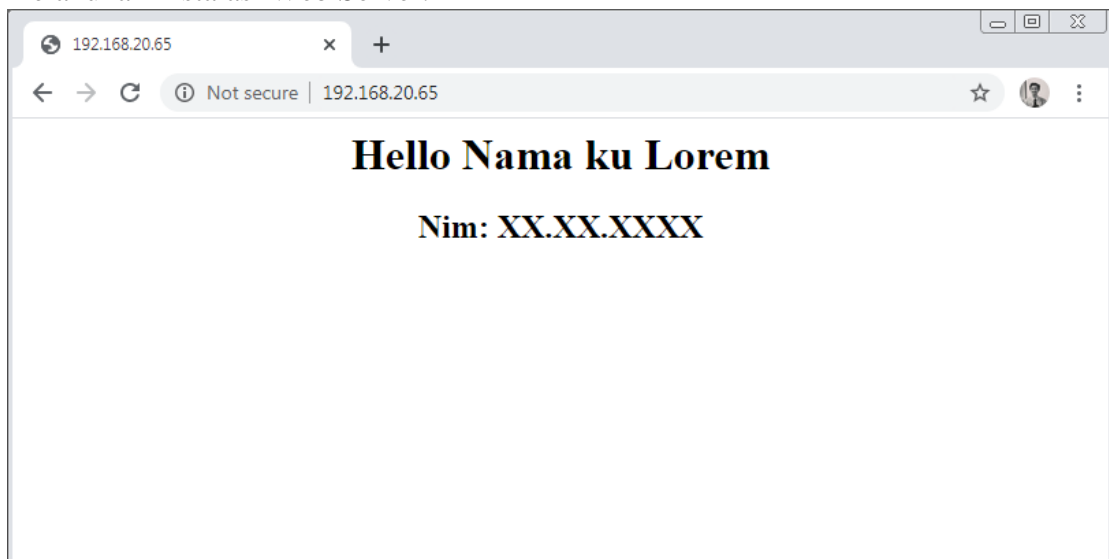 192.168.20.65
Not secure | 192.168.20.65
Hello Nama ku Lorem
Nim: XX.XX.XXXX